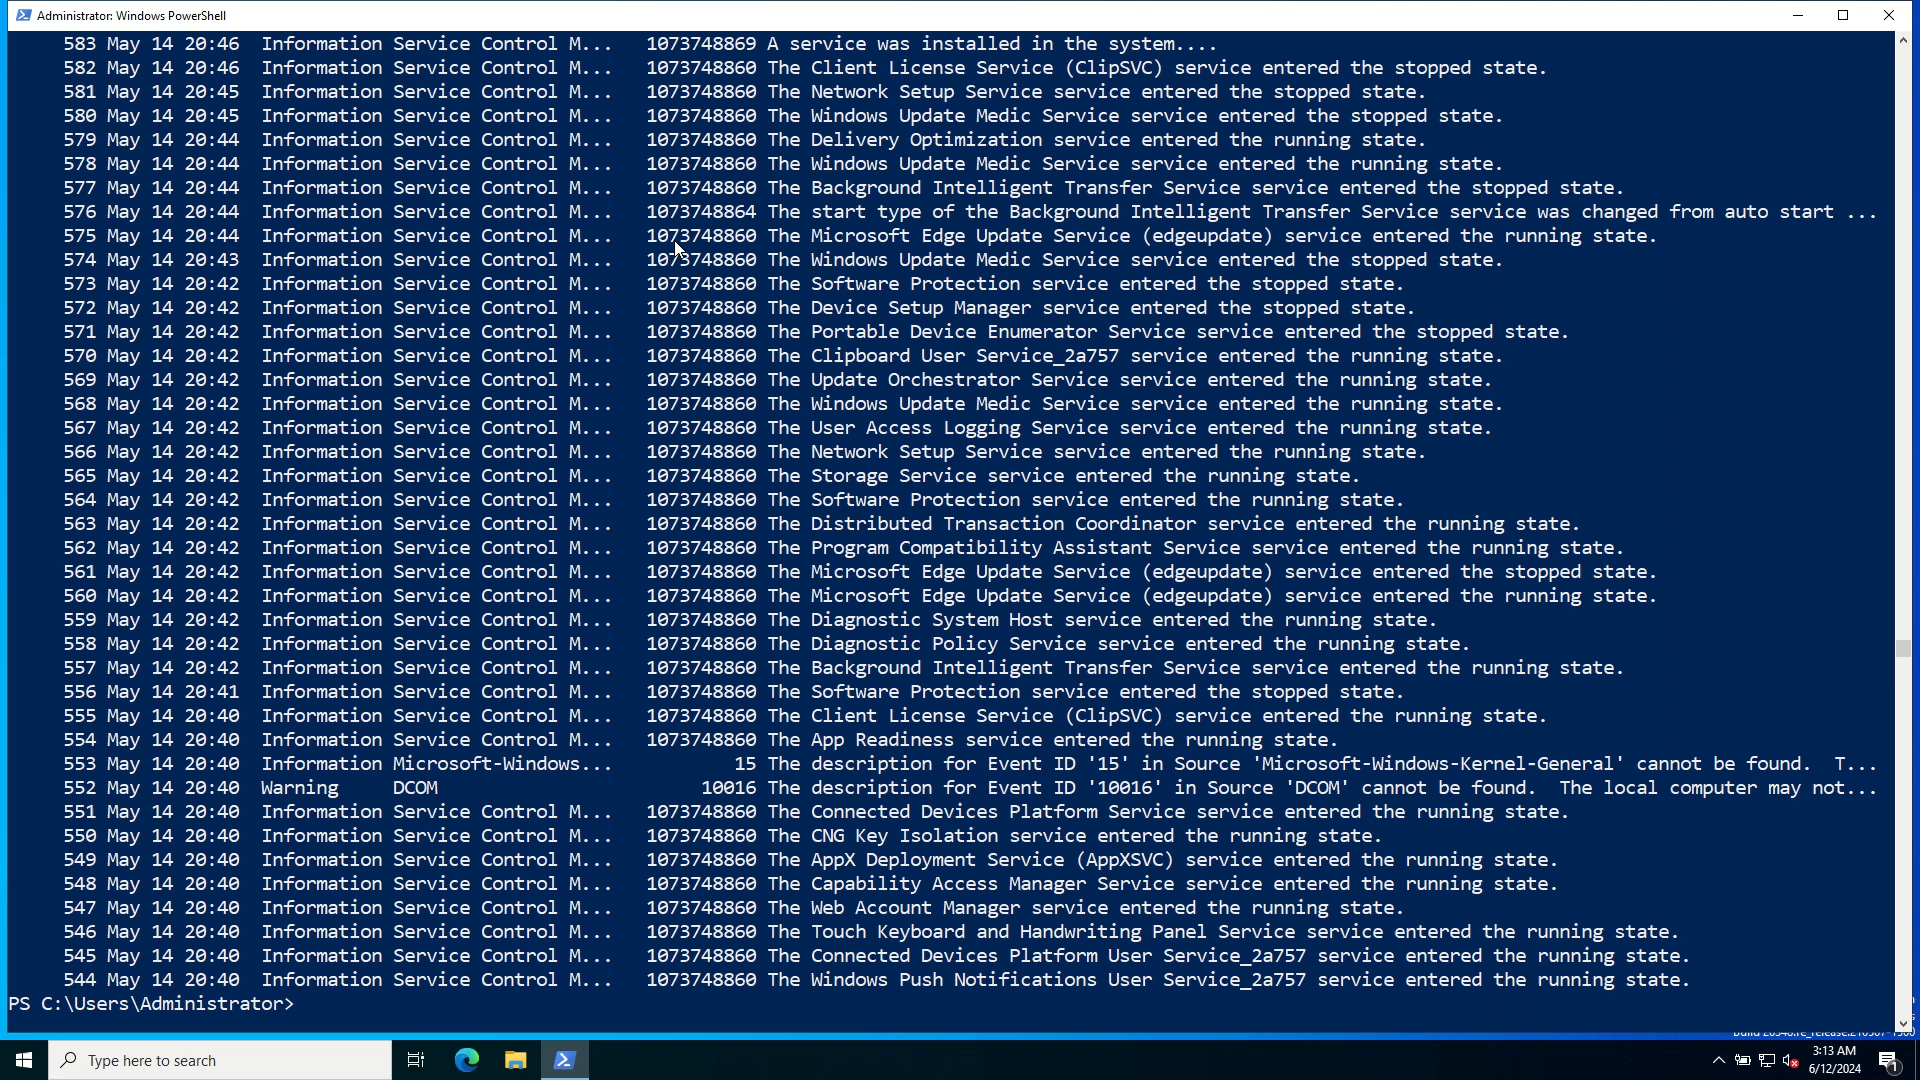 Administrator: Windows PowerShell
583 May 14 20:46  Information Service Control M...   1073748869 A service was installed in the system....
582 May 14 20:46  Information Service Control M...   1073748860 The Client License Service (ClipSVC) service entered the stopped state.
581 May 14 20:45  Information Service Control M...   1073748860 The Network Setup Service service entered the stopped state.
580 May 14 20:45  Information Service Control M...   1073748860 The Windows Update Medic Service service entered the stopped state.
579 May 14 20:44  Information Service Control M...   1073748860 The Delivery Optimization service entered the running state.
578 May 14 20:44  Information Service Control M...   1073748860 The Windows Update Medic Service service entered the running state.
577 May 14 20:44  Information Service Control M...   1073748860 The Background Intelligent Transfer Service service entered the stopped state.
576 May 14 20:44  Information Service Control M...   1073748864 The start type of the Background Intelligent Transfer Service service was changed from auto start ...
575 May 14 20:44  Information Service Control M...   1073748860 The Microsoft Edge Update Service (edgeupdate) service entered the running state.
574 May 14 20:43  Information Service Control M...   1073748860 The Windows Update Medic Service service entered the stopped state.
573 May 14 20:42  Information Service Control M...   1073748860 The Software Protection service entered the stopped state.
572 May 14 20:42  Information Service Control M...   1073748860 The Device Setup Manager service entered the stopped state.
571 May 14 20:42  Information Service Control M...   1073748860 The Portable Device Enumerator Service service entered the stopped state.
570 May 14 20:42  Information Service Control M...   1073748860 The Clipboard User Service_2a757 service entered the running state.
569 May 14 20:42  Information Service Control M...   1073748860 The Update Orchestrator Service service entered the running state.
568 May 14 20:42  Information Service Control M...   1073748860 The Windows Update Medic Service service entered the running state.
567 May 14 20:42  Information Service Control M...   1073748860 The User Access Logging Service service entered the running state.
566 May 14 20:42  Information Service Control M...   1073748860 The Network Setup Service service entered the running state.
565 May 14 20:42  Information Service Control M...   1073748860 The Storage Service service entered the running state.
564 May 14 20:42  Information Service Control M...   1073748860 The Software Protection service entered the running state.
563 May 14 20:42  Information Service Control M...   1073748860 The Distributed Transaction Coordinator service entered the running state.
562 May 14 20:42  Information Service Control M...   1073748860 The Program Compatibility Assistant Service service entered the running state.
561 May 14 20:42  Information Service Control M...   1073748860 The Microsoft Edge Update Service (edgeupdate) service entered the stopped state.
560 May 14 20:42  Information Service Control M...   1073748860 The Microsoft Edge Update Service (edgeupdate) service entered the running state.
559 May 14 20:42  Information Service Control M...   1073748860 The Diagnostic System Host service entered the running state.
558 May 14 20:42  Information Service Control M...   1073748860 The Diagnostic Policy Service service entered the running state.
557 May 14 20:42  Information Service Control M...   1073748860 The Background Intelligent Transfer Service service entered the running state.
556 May 14 20:41  Information Service Control M...   1073748860 The Software Protection service entered the stopped state.
555 May 14 20:40  Information Service Control M...   1073748860 The Client License Service (ClipSVC) service entered the running state.
554 May 14 20:40  Information Service Control M...   1073748860 The App Readiness service entered the running state.
553 May 14 20:40  Information Microsoft-Windows...           15 The description for Event ID '15' in Source 'Microsoft-Windows-Kernel-General' cannot be found.  T...
552 May 14 20:40  Warning     DCOM                        10016 The description for Event ID '10016' in Source 'DCOM' cannot be found.  The local computer may not...
551 May 14 20:40  Information Service Control M...   1073748860 The Connected Devices Platform Service service entered the running state.
550 May 14 20:40  Information Service Control M...   1073748860 The CNG Key Isolation service entered the running state.
549 May 14 20:40  Information Service Control M...   1073748860 The AppX Deployment Service (AppXSVC) service entered the running state.
548 May 14 20:40  Information Service Control M...   1073748860 The Capability Access Manager Service service entered the running state.
547 May 14 20:40  Information Service Control M...   1073748860 The Web Account Manager service entered the running state.
546 May 14 20:40  Information Service Control M...   1073748860 The Touch Keyboard and Handwriting Panel Service service entered the running state.
545 May 14 20:40  Information Service Control M...   1073748860 The Connected Devices Platform User Service_2a757 service entered the running state.
544 May 14 20:40  Information Service Control M...   1073748860 The Windows Push Notifications User Service_2a757 service entered the running state.
PS C:\Users\Administrator>
Type here to search
3:13 AM
6/12/2024
1